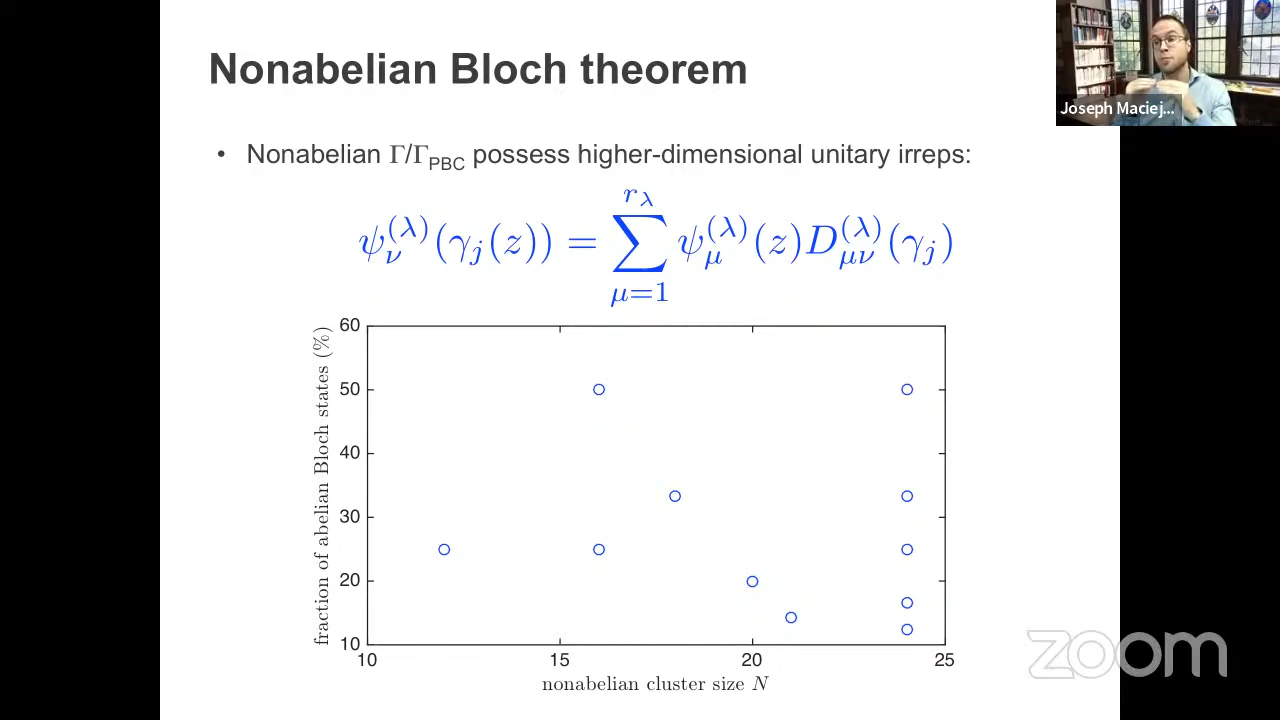 Nonabelian Bloch theorem
Joseph Maciej...
• Nonabelian Γ/Γ_PBC possess higher-dimensional unitary irreps:
ψ_ν^(λ)(γ_j(z)) = ∑_{μ=1}^{r_λ} ψ_μ^(λ)(z)D_{μν}^(λ)(γ_j)
fraction of abelian Bloch states (%)
60
50
40
30
20
10
10 15 20 25
nonabelian cluster size N
zoom